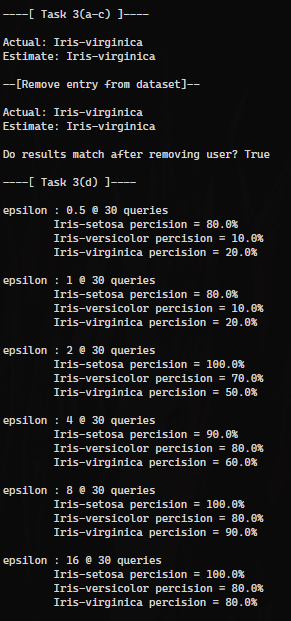 ----[ Task 3(a-c) ]----
Actual: Iris-virginica
Estimate: Iris-virginica
--[Remove entry from dataset]--
Actual: Iris-virginica
Estimate: Iris-virginica
Do results match after removing user? True
----[ Task 3(d) ]----
epsilon : 0.5 @ 30 queries
Iris-setosa percision = 80.0%
Iris-versicolor percision = 10.0%
Iris-virginica percision = 20.0%
epsilon : 1 @ 30 queries
Iris-setosa percision = 80.0%
Iris-versicolor percision = 10.0%
Iris-virginica percision = 20.0%
epsilon : 2 @ 30 queries
Iris-setosa percision = 100.0%
Iris-versicolor percision = 70.0%
Iris-virginica percision = 50.0%
epsilon : 4 @ 30 queries
Iris-setosa percision = 90.0%
Iris-versicolor percision = 80.0%
Iris-virginica percision = 60.0%
epsilon : 8 @ 30 queries
Iris-setosa percision = 100.0%
Iris-versicolor percision = 80.0%
Iris-virginica percision = 90.0%
epsilon : 16 @ 30 queries
Iris-setosa percision = 100.0%
Iris-versicolor percision = 80.0%
Iris-virginica percision = 80.0%